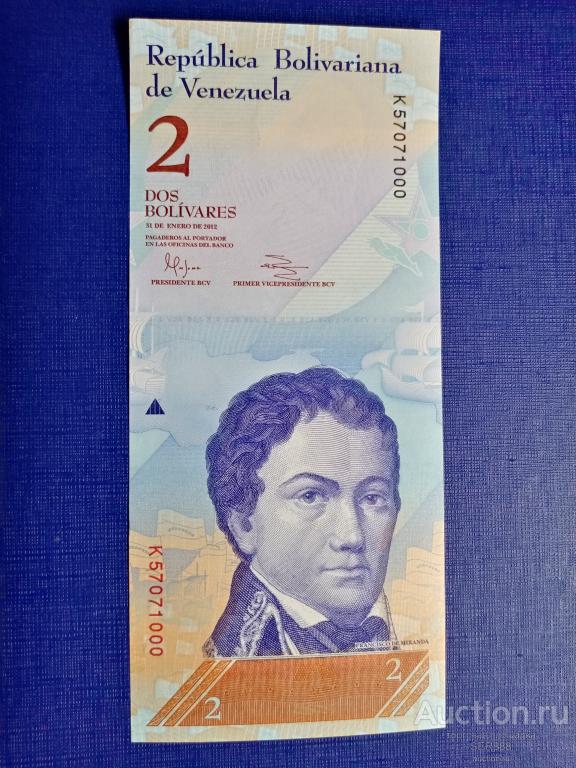 República Bolivariana
de Venezuela
K57071000
2
DOS
BOLÍVARES
31 DE ENERO DE 2012
PAGADEROS AL PORTADOR
EN LAS OFICINAS DEL BANCO
PRESIDENTE BCV
PRIMER VICEPRESIDENTE BCV
K57071000
FRANCISCO DE MIRANDA
2
2
Auction.ru